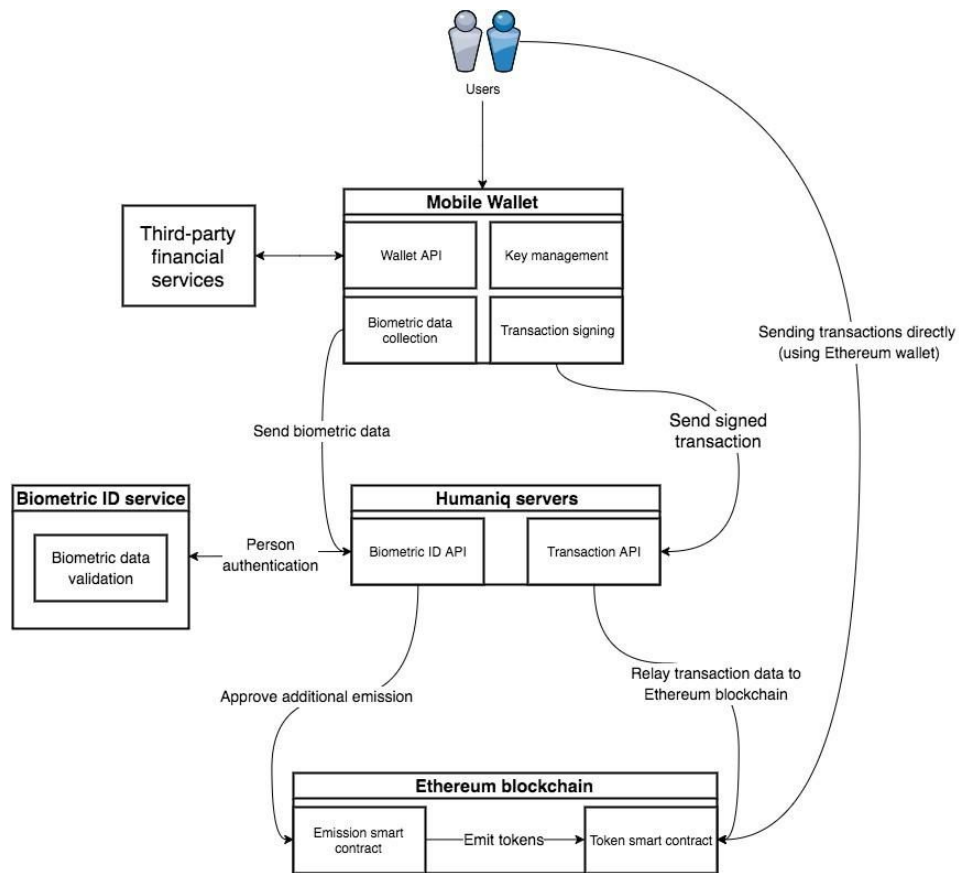 Users
Mobile Wallet
Third-party
financial
services
Wallet API
Key management
Biometric data
collection
Transaction signing
Sending transactions directly
(using Ethereum wallet)
Send biometric data
Send signed
transaction
Biometric ID service
Humaniq servers
Biometric data
validation
Person
authentication
Biometric ID API
Transaction API
Approve additional emission
Relay transaction data to
Ethereum blockchain
Ethereum blockchain
Emission smart
contract
Emit tokens
Token smart contract